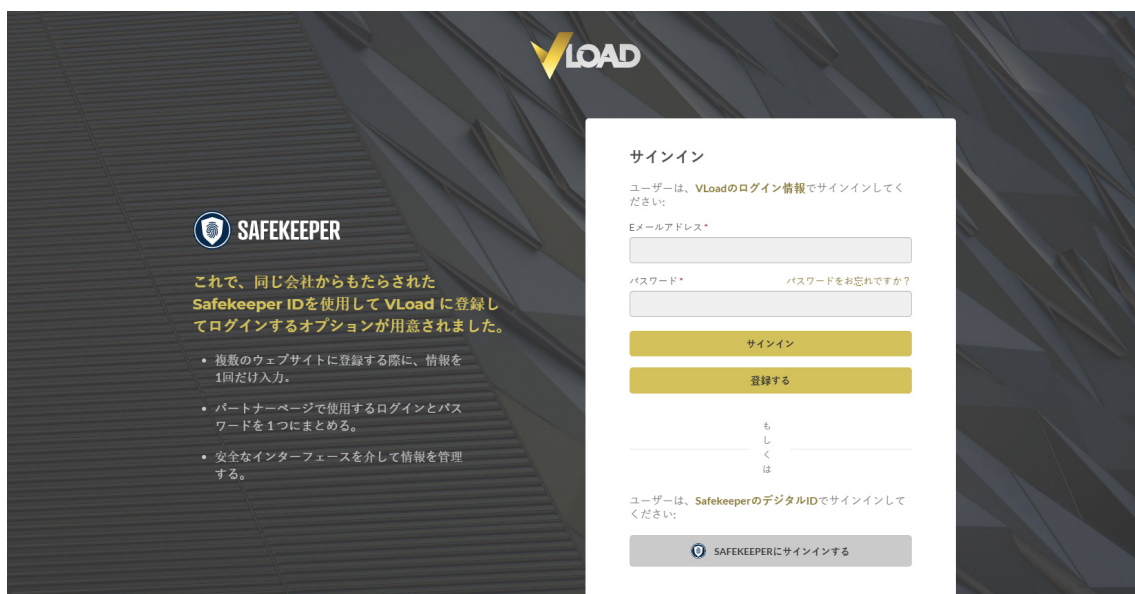 VLOAD
SAFEKEEPER
これで、同じ会社からもたらされた
Safekeeper IDを使用して VLoad に登録し
てログインするオプションが用意されました。
• 複数のウェブサイトに登録する際に、情報を
1回だけ入力。
• パートナーページで使用するログインとパス
ワードを1つにまとめる。
• 安全なインターフェースを介して情報を管理
する。
サインイン
ユーザーは、VLoadのログイン情報でサインインしてく
ださい:
Eメールアドレス*
パスワード* パスワードをお忘れですか?
サインイン
登録する
も
し
く
は
ユーザーは、SafekeeperのデジタルIDでサインインして
ください:
SAFEKEEPERにサインインする